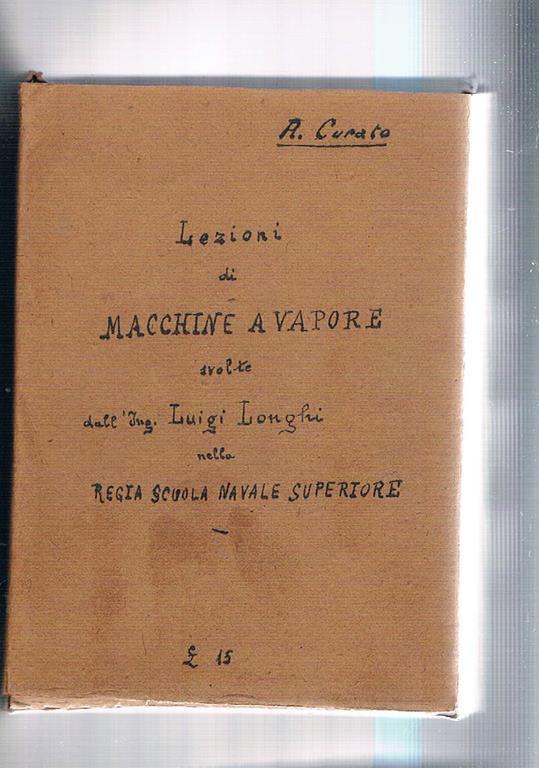 A. Curato
Lezioni
di
MACCHINE A VAPORE
svolte
dall'Ing. Luigi Longhi
nella
REGIA SCUOLA NAVALE SUPERIORE
£ 15